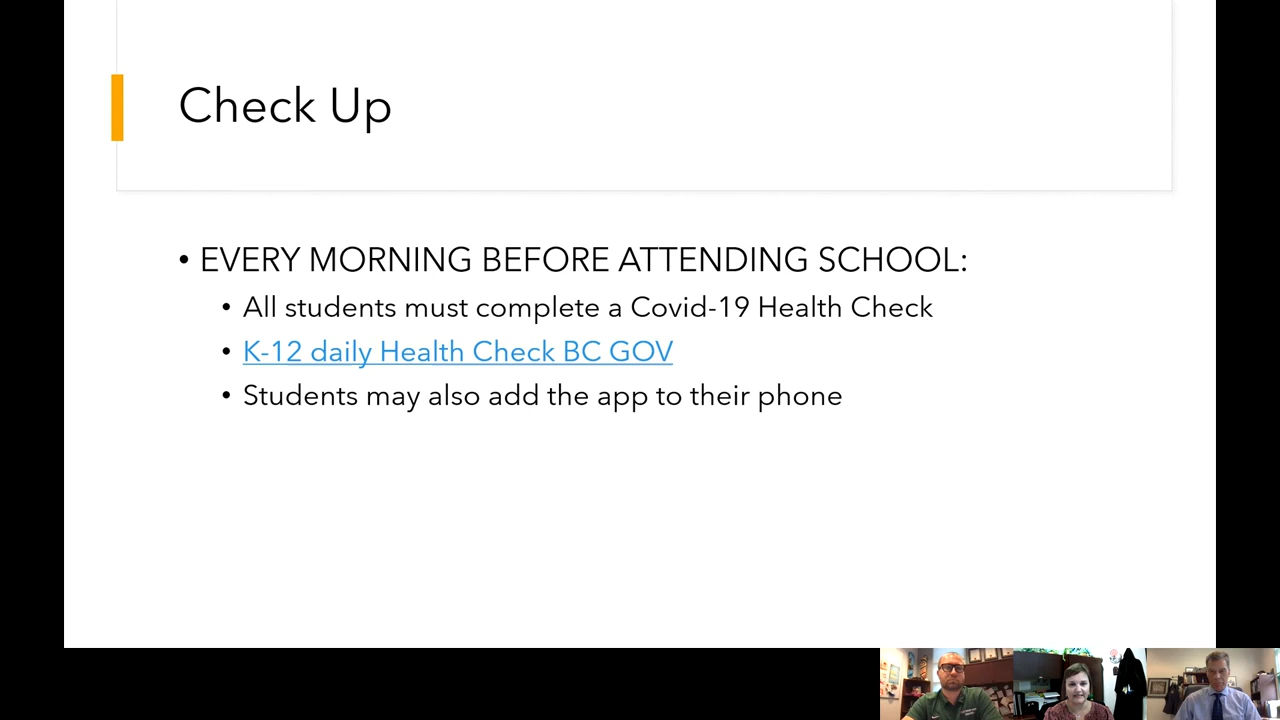 Check Up
• EVERY MORNING BEFORE ATTENDING SCHOOL:
• All students must complete a Covid-19 Health Check
• K-12 daily Health Check BC GOV
• Students may also add the app to their phone